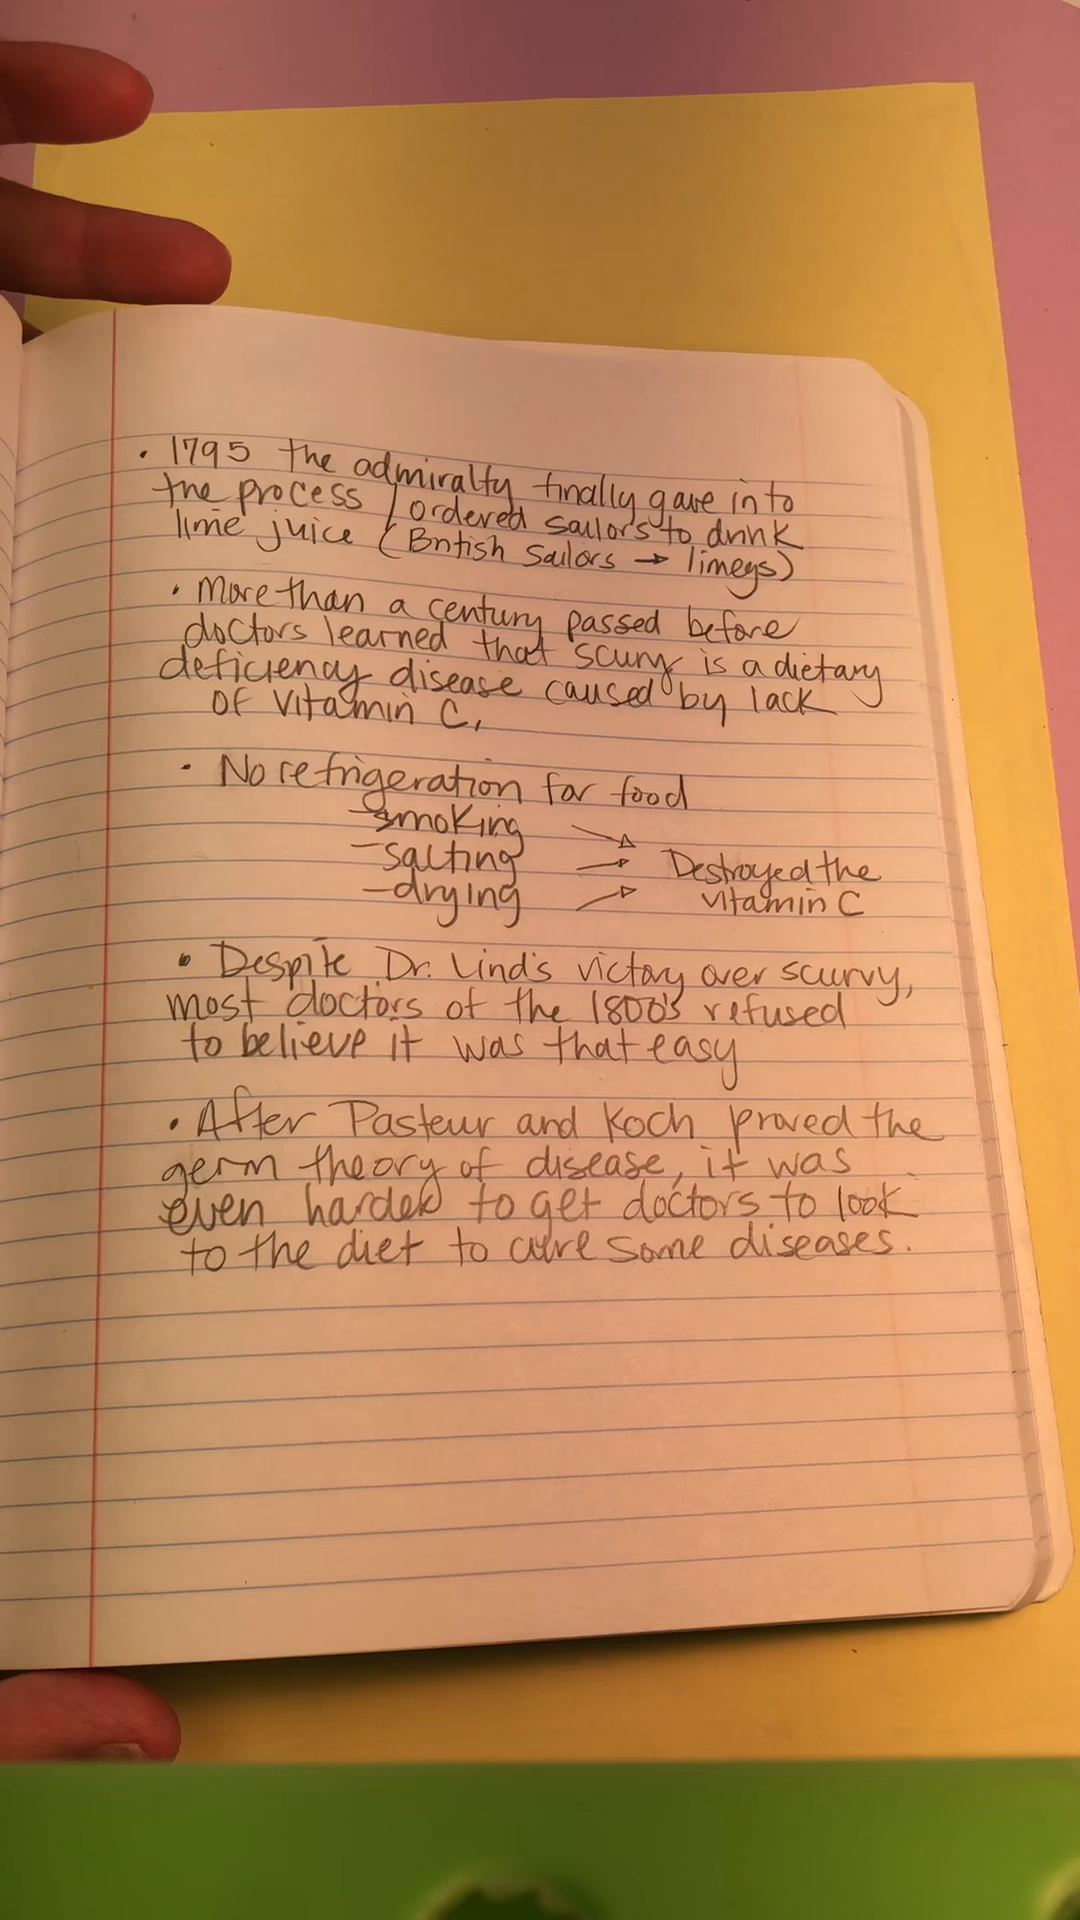 • 1795 the admiralty finally gave in to
the process / ordered sailors to drink
lime juice (British Sailors → limeys)
• More than a century passed before
doctors learned that scurvy is a dietary
deficiency disease caused by lack
OF Vitamin C.
• No refrigeration for food
- smoking
- salting → Destroyed the
- drying vitamin C
• Despite Dr. Lind's victory over scurvy,
most doctors of the 1800's refused
to believe it was that easy
• After Pasteur and Koch proved the
germ theory of disease, it was
even harder to get doctors to look
to the diet to cure some diseases.